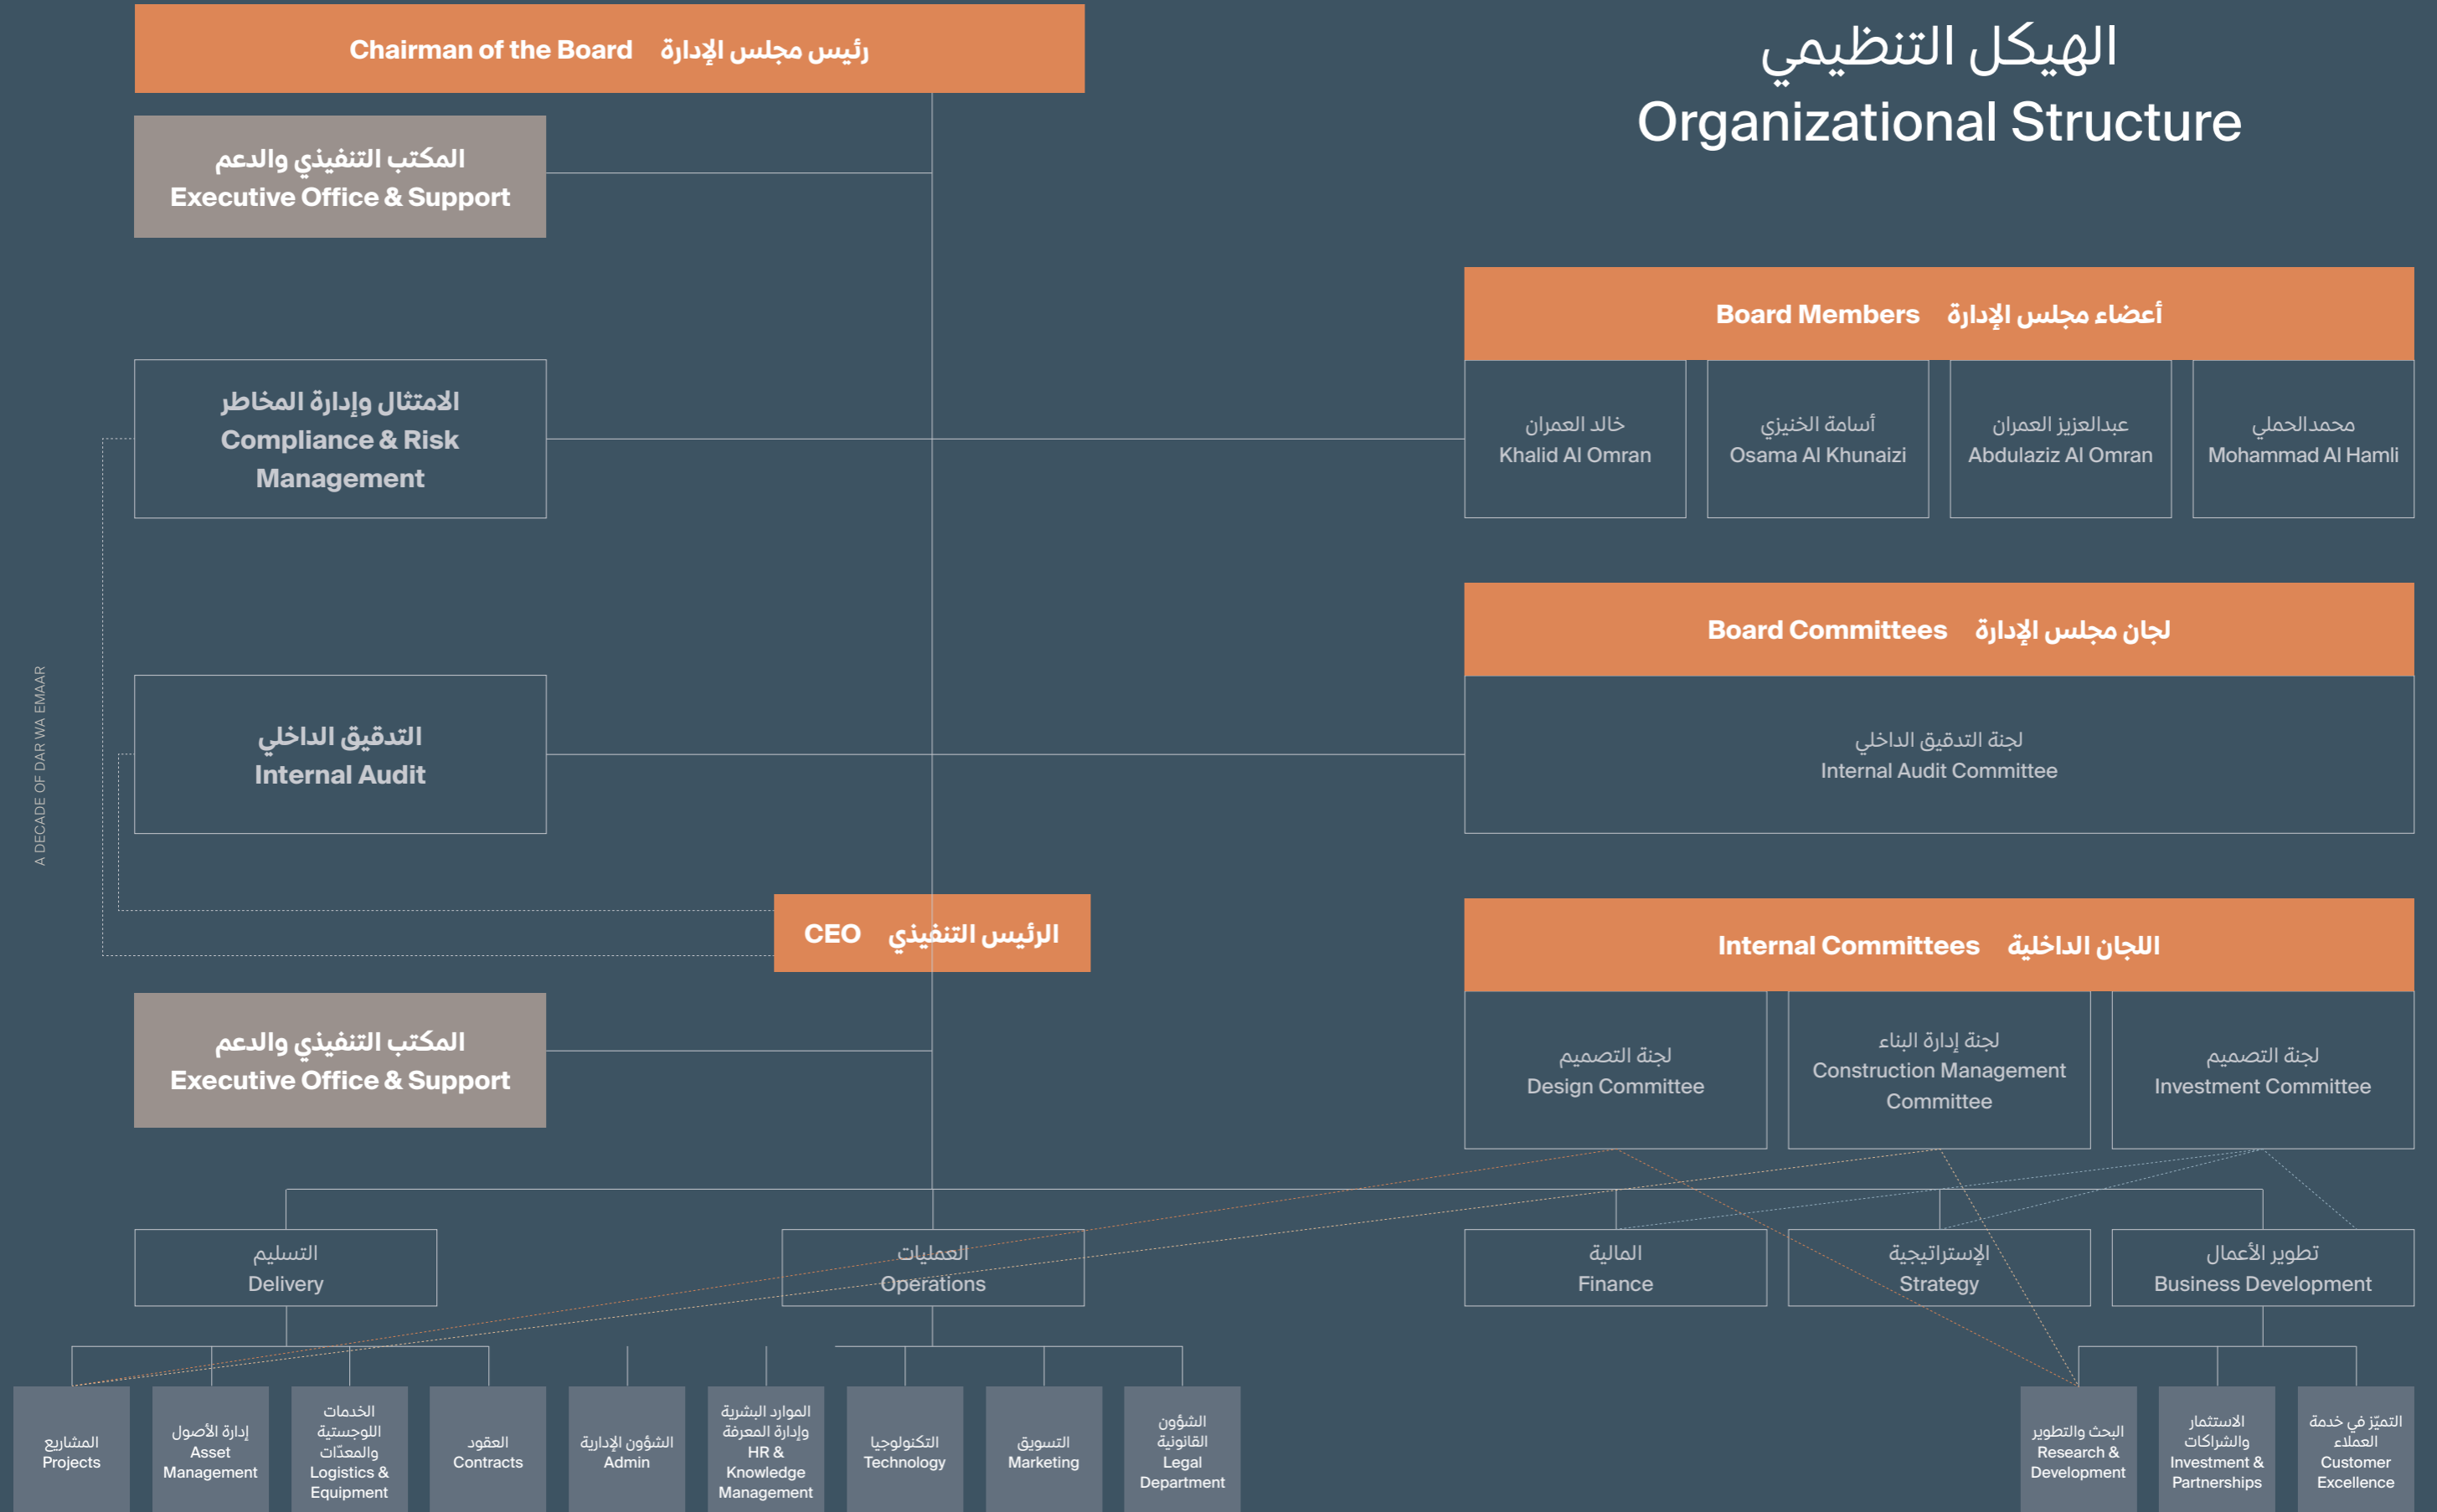 الهيكل التنظيمي
Organizational Structure
Chairman of the Board رئيس مجلس الإدارة
المكتب التنفيذي والدعم
Executive Office & Support
Board Members أعضاء مجلس الإدارة
خالد العمران
Khalid Al Omran
أسامة الخنيزي
Osama Al Khunaizi
عبدالعزيز العمران
Abdulaziz Al Omran
محمدالحملي
Mohammad Al Hamli
الامتثال وإدارة المخاطر
Compliance & Risk
Management
Board Committees لجان مجلس الإدارة
لجنة التدقيق الداخلي
Internal Audit Committee
التدقيق الداخلي
Internal Audit
A DECADE OF DAR WA EMAAR
CEO الرئيس التنفيذي
Internal Committees اللجان الداخلية
لجنة التصميم
Design Committee
لجنة إدارة البناء
Construction Management
Committee
لجنة التصميم
Investment Committee
المكتب التنفيذي والدعم
Executive Office & Support
التسليم
Delivery
العمليات
Operations
المالية
Finance
الإستراتيجية
Strategy
تطوير الأعمال
Business Development
المشاريع
Projects
إدارة الأصول
Asset
Management
الخدمات
اللوجستية
والمعدّات
Logistics &
Equipment
العقود
Contracts
الشؤون الإدارية
Admin
الموارد البشرية
وإدارة المعرفة
HR &
Knowledge
Management
التكنولوجيا
Technology
التسويق
Marketing
الشؤون
القانونية
Legal
Department
البحث والتطوير
Research &
Development
الاستثمار
والشراكات
Investment &
Partnerships
التميّز في خدمة
العملاء
Customer
Excellence